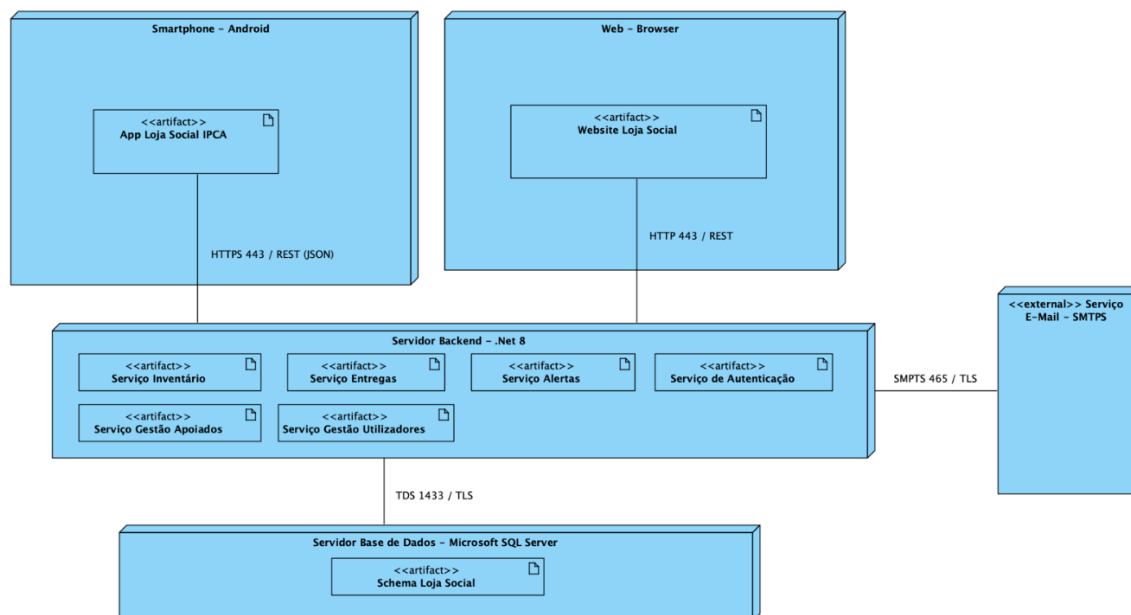 Smartphone - Android
<<artifact>>
App Loja Social IPCA
HTTPS 443 / REST (JSON)
Web - Browser
<<artifact>>
Website Loja Social
HTTP 443 / REST
Servidor Backend - .Net 8
<<artifact>>
Serviço Inventário
<<artifact>>
Serviço Entregas
<<artifact>>
Serviço Alertas
<<artifact>>
Serviço de Autenticação
<<artifact>>
Serviço Gestão Apoiados
<<artifact>>
Serviço Gestão Utilizadores
SMPTS 465 / TLS
<<external>> Serviço
E-Mail - SMTPS
TDS 1433 / TLS
Servidor Base de Dados - Microsoft SQL Server
<<artifact>>
Schema Loja Social